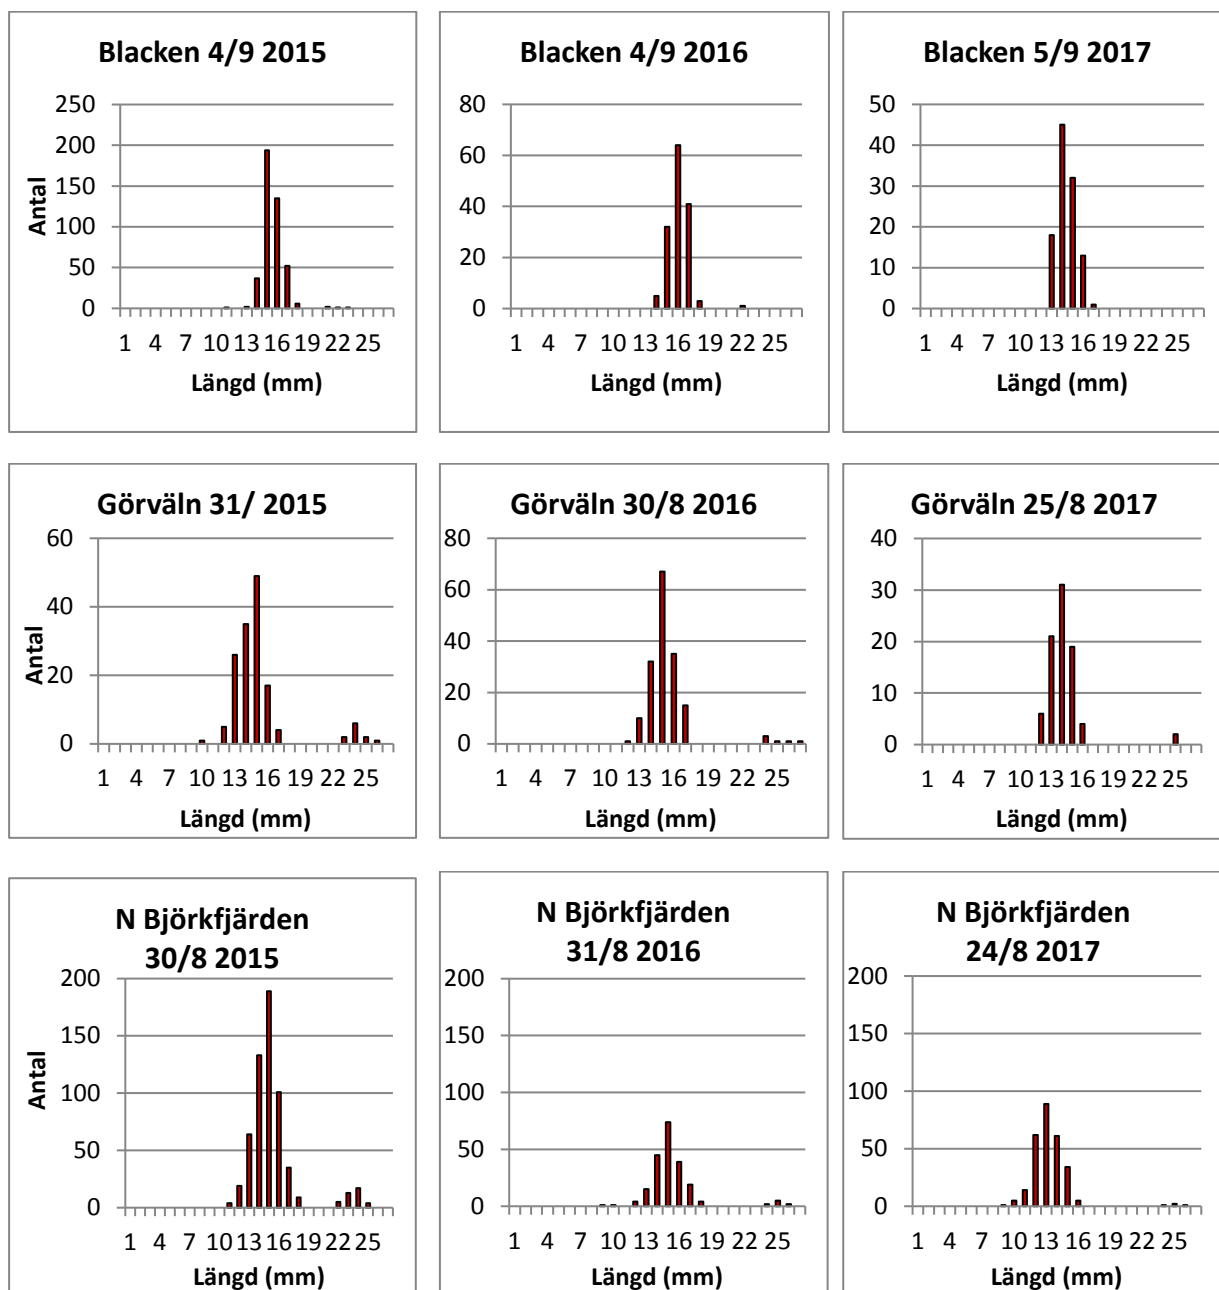 Blacken 4/9 2015
250
200
150
100
50
0
Antal
1 4 7 10 13 16 19 22 25
Längd (mm)
Blacken 4/9 2016
80
60
40
20
0
1 4 7 10 13 16 19 22 25
Längd (mm)
Blacken 5/9 2017
50
40
30
20
10
0
1 4 7 10 13 16 19 22 25
Längd (mm)
Görväln 31/ 2015
60
40
20
0
Antal
1 4 7 10 13 16 19 22 25
Längd (mm)
Görväln 30/8 2016
80
60
40
20
0
1 4 7 10 13 16 19 22 25
Längd (mm)
Görväln 25/8 2017
40
30
20
10
0
1 4 7 10 13 16 19 22 25
Längd (mm)
N Björkfjärden
30/8 2015
200
150
100
50
0
Antal
1 4 7 10 13 16 19 22 25
Längd (mm)
N Björkfjärden
31/8 2016
200
150
100
50
0
1 4 7 10 13 16 19 22 25
Längd (mm)
N Björkfjärden
24/8 2017
200
150
100
50
0
1 4 7 10 13 16 19 22 25
Längd (mm)